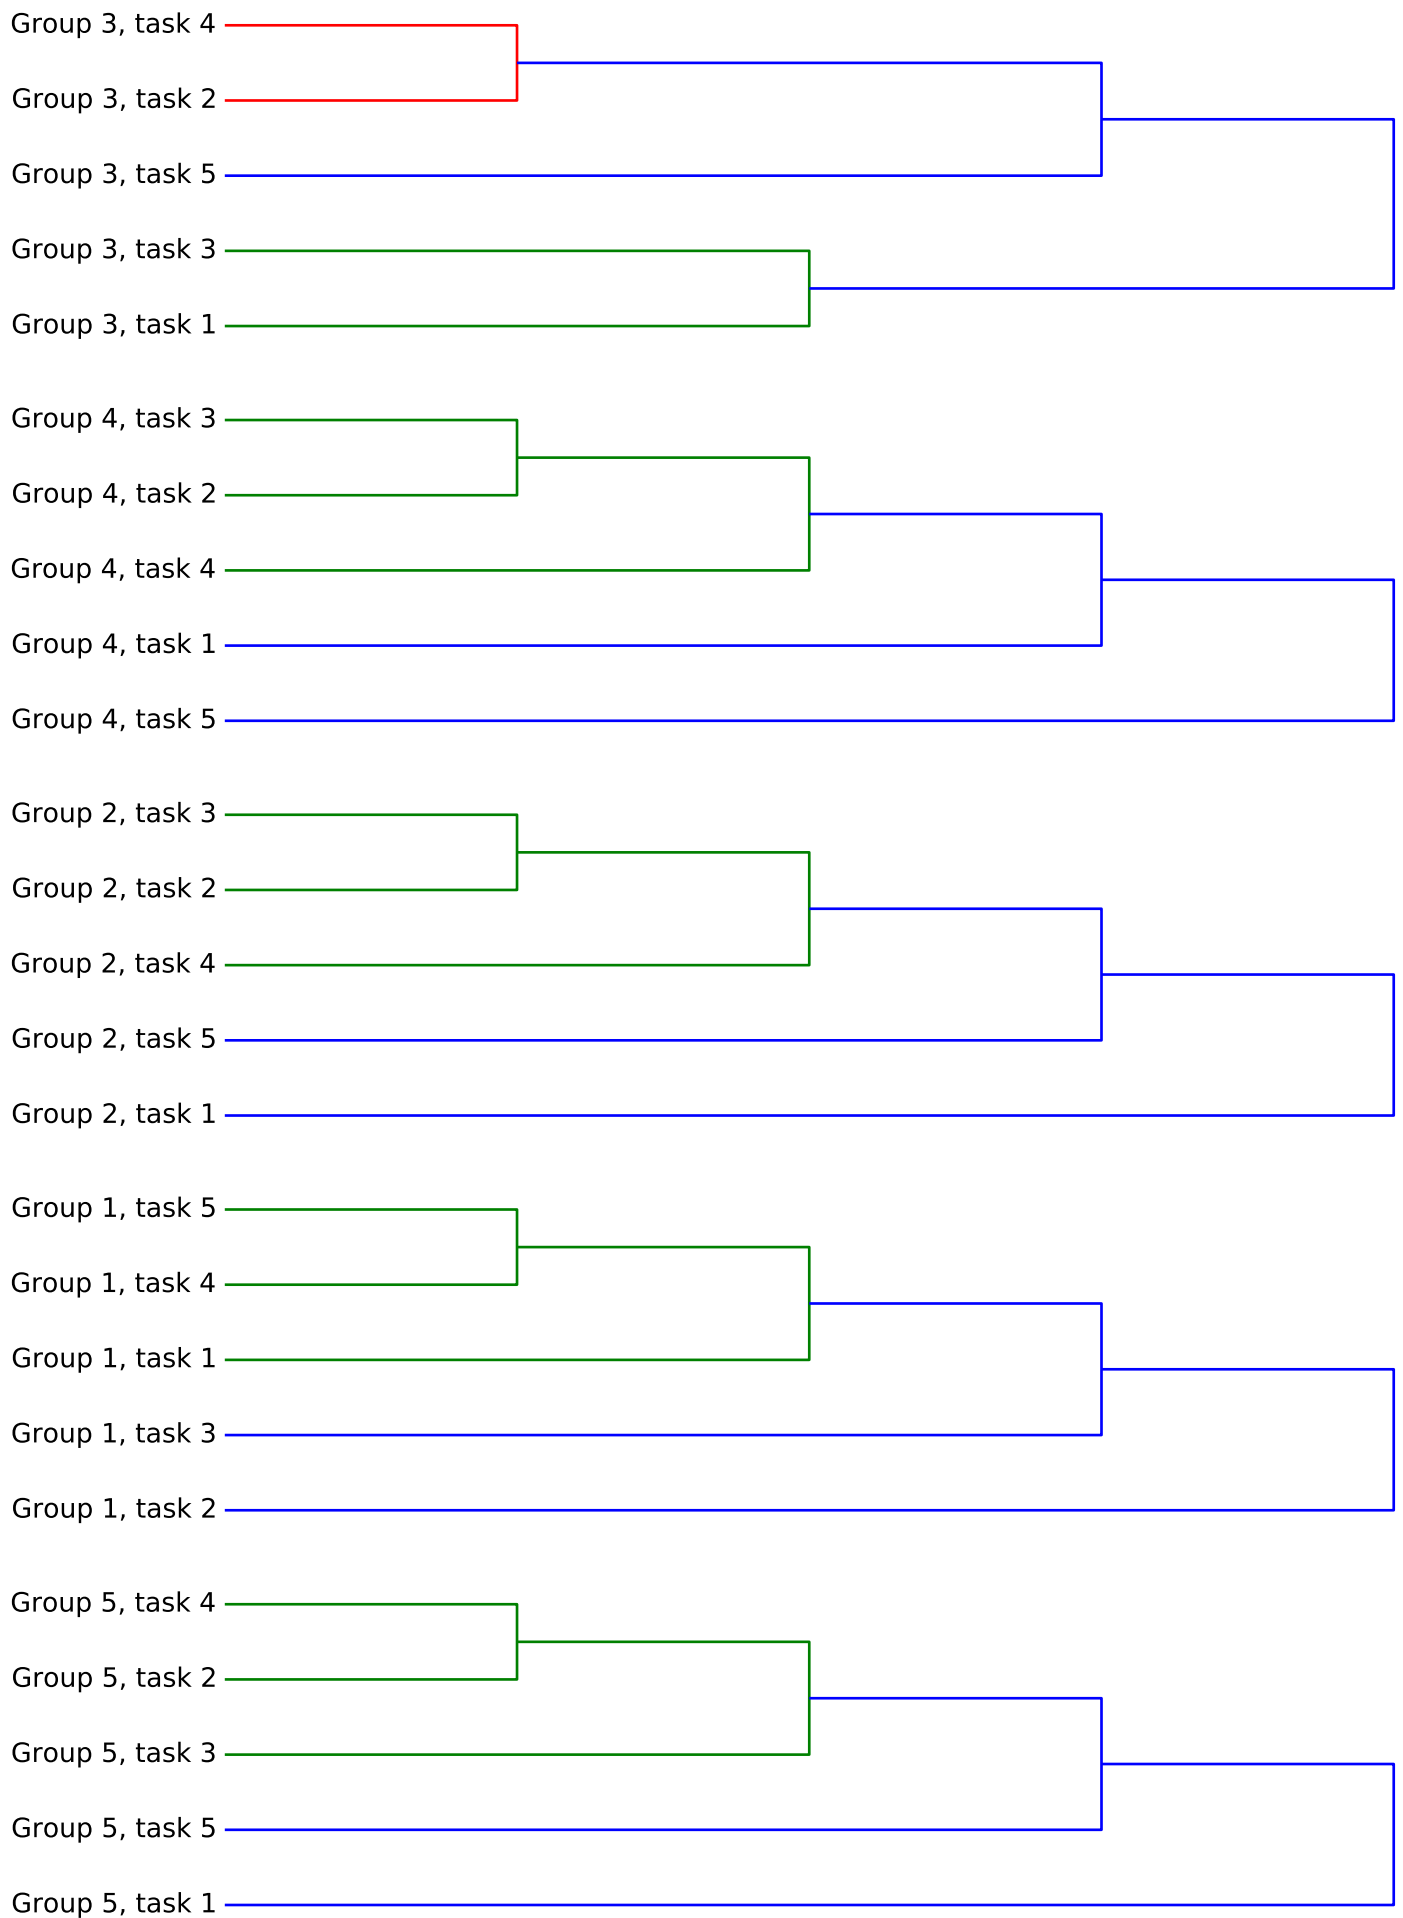 Group 3, task 4
Group 3, task 2
Group 3, task 5
Group 3, task 3
Group 3, task 1
Group 4, task 3
Group 4, task 2
Group 4, task 4
Group 4, task 1
Group 4, task 5
Group 2, task 3
Group 2, task 2
Group 2, task 4
Group 2, task 5
Group 2, task 1
Group 1, task 5
Group 1, task 4
Group 1, task 1
Group 1, task 3
Group 1, task 2
Group 5, task 4
Group 5, task 2
Group 5, task 3
Group 5, task 5
Group 5, task 1